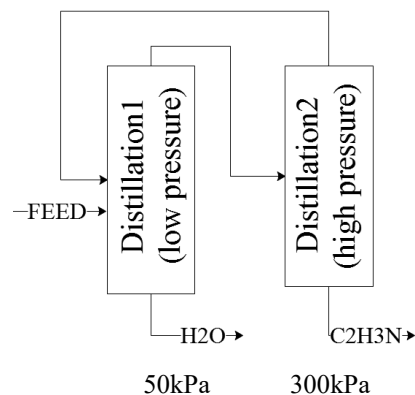 Distillation1
(low pressure)
Distillation2
(high pressure)
FEED
H2O
C2H3N
50kPa
300kPa